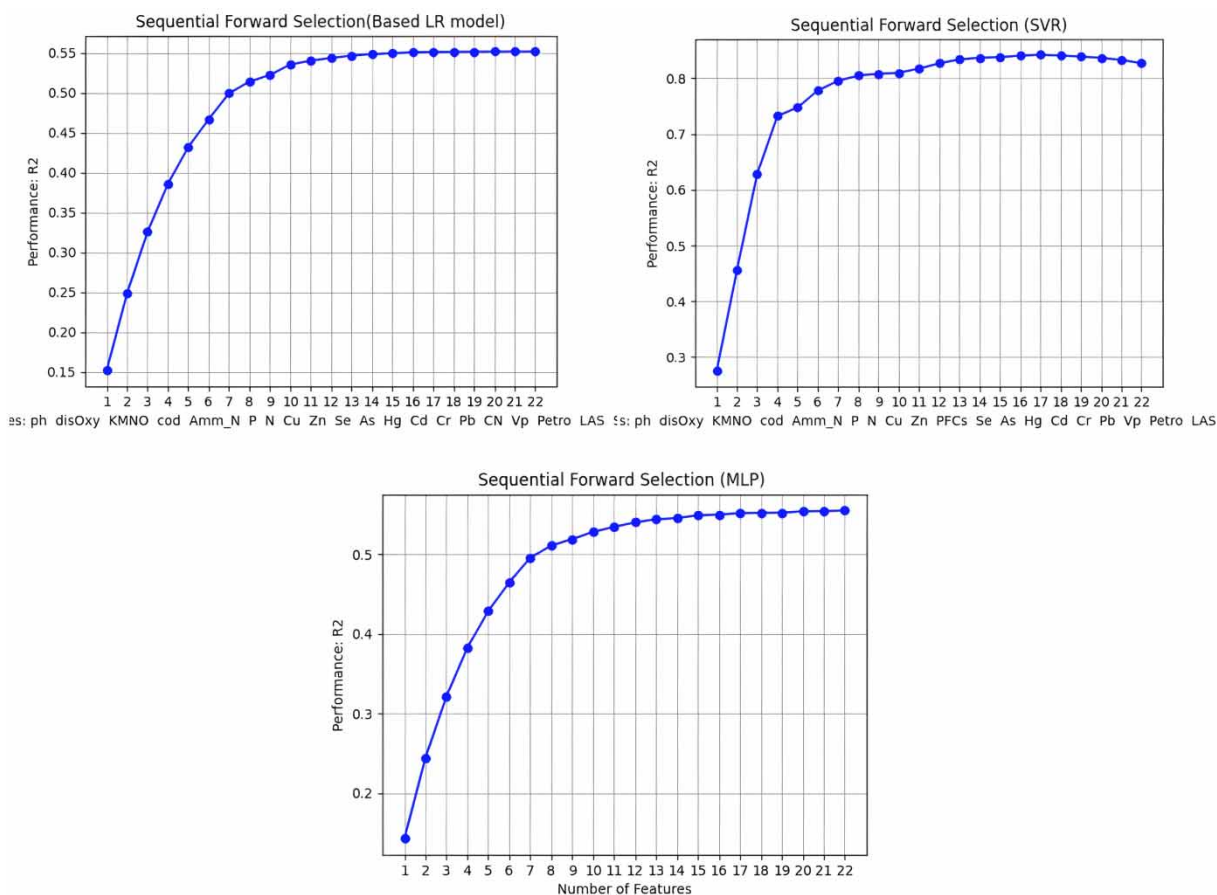 Sequential Forward Selection(Based LR model)
Performance: R2
0.55
0.50
0.45
0.40
0.35
0.30
0.25
0.20
0.15
1 2 3 4 5 6 7 8 9 10 11 12 13 14 15 16 17 18 19 20 21 22
es: ph disOxy KMNO cod Amm_N P N Cu Zn Se As Hg Cd Cr Pb CN Vp Petro LAS
Sequential Forward Selection (SVR)
Performance: R2
0.8
0.7
0.6
0.5
0.4
0.3
1 2 3 4 5 6 7 8 9 10 11 12 13 14 15 16 17 18 19 20 21 22
s: ph disOxy KMNO cod Amm_N P N Cu Zn PFCs Se As Hg Cd Cr Pb Vp Petro LAS
Sequential Forward Selection (MLP)
Performance: R2
0.5
0.4
0.3
0.2
1 2 3 4 5 6 7 8 9 10 11 12 13 14 15 16 17 18 19 20 21 22
Number of Features